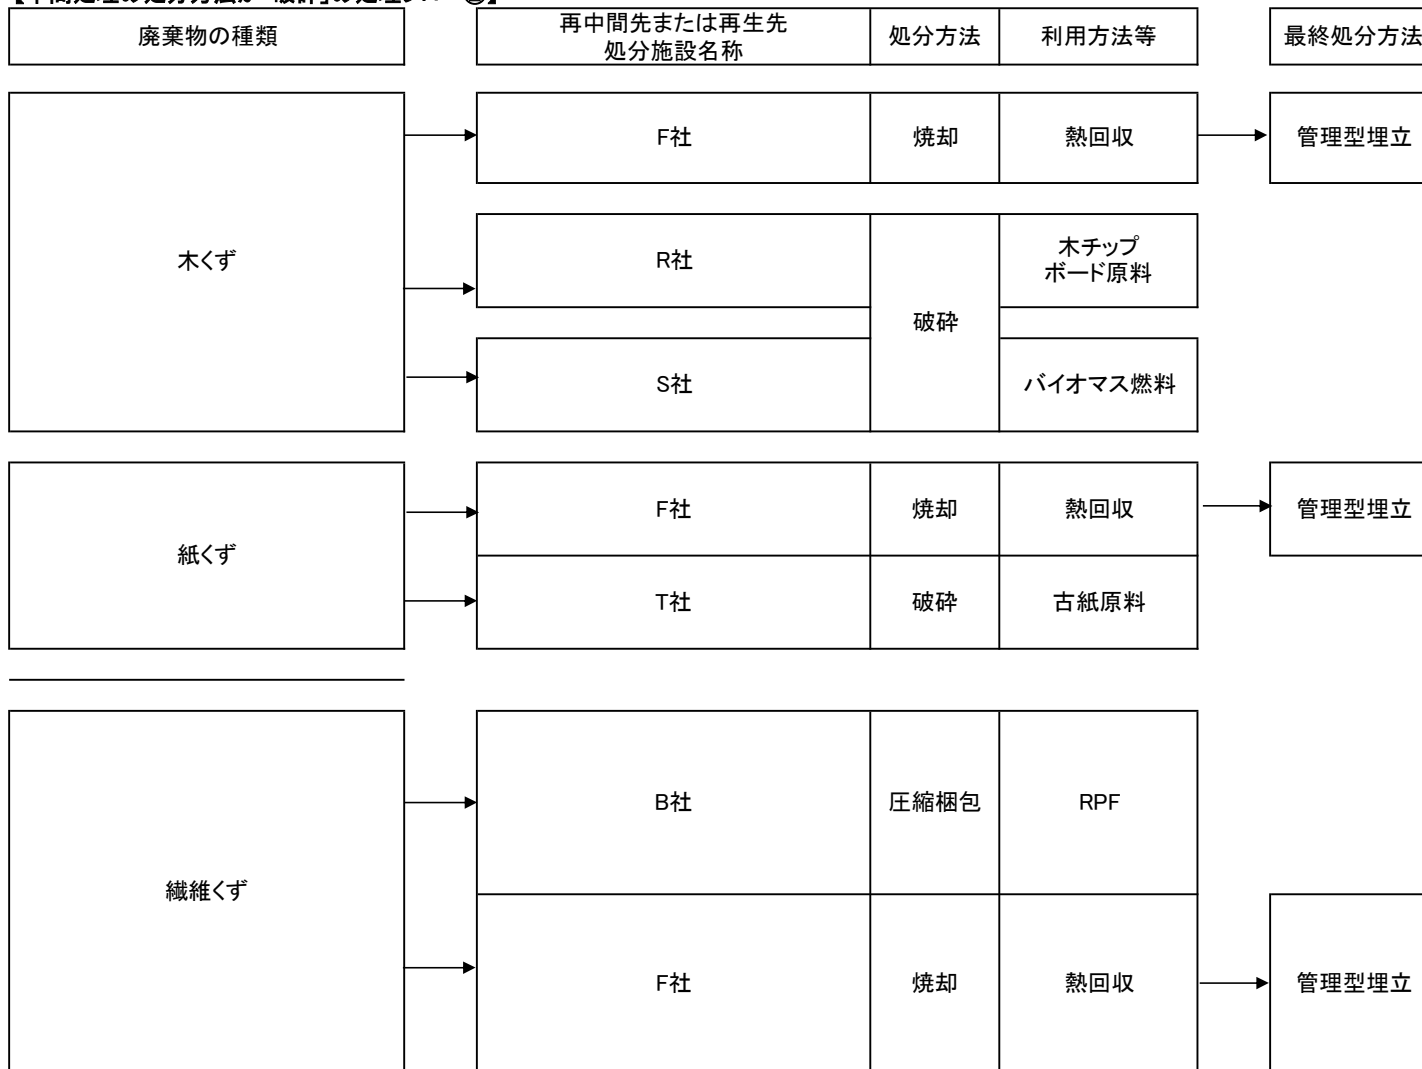 廃棄物の種類
再中間先または再生先
処分施設名称
処分方法
利用方法等
最終処分方法
木くず
F社
焼却
熱回収
管理型埋立
R社
破砕
木チップ
ボード原料
S社
バイオマス燃料
紙くず
F社
焼却
熱回収
管理型埋立
T社
破砕
古紙原料
繊維くず
B社
圧縮梱包
RPF
F社
焼却
熱回収
管理型埋立